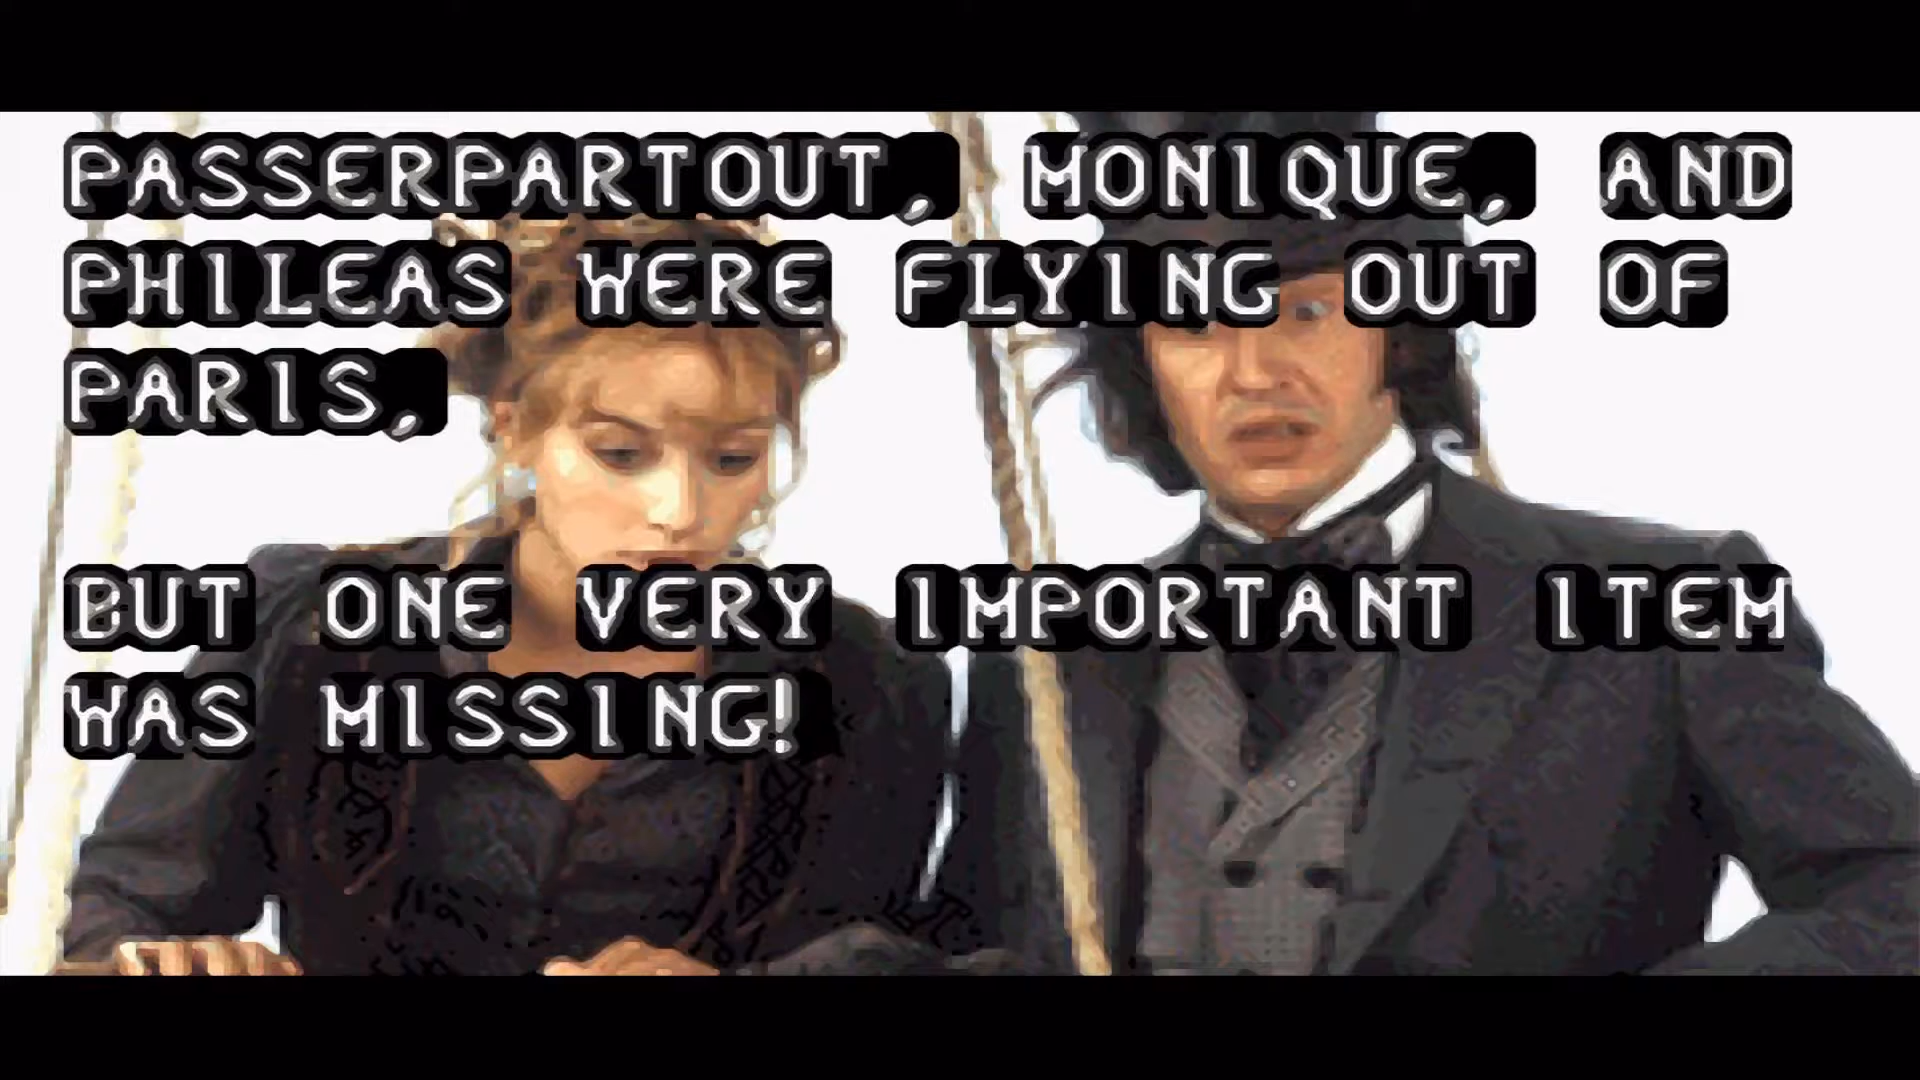 PASSERPARTOUT, MONIQUE, AND
PHILEAS WERE FLYING OUT OF
PARIS,
BUT ONE VERY IMPORTANT ITEM
WAS MISSING!